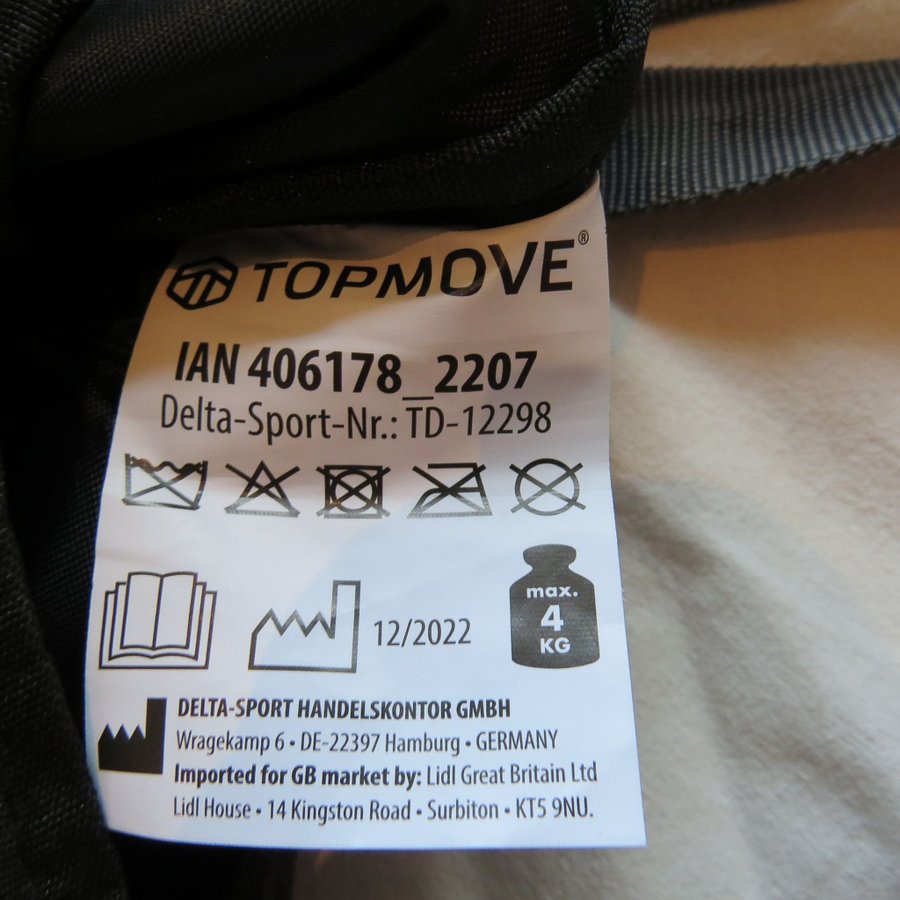 TOPMOVE®
IAN 406178_2207
Delta-Sport-Nr.: TD-12298
max.
4
KG
12/2022
DELTA-SPORT HANDELSKONTOR GMBH
Wragekamp 6 • DE-22397 Hamburg • GERMANY
Imported for GB market by: Lidl Great Britain Ltd
Lidl House • 14 Kingston Road • Surbiton • KT5 9NU.